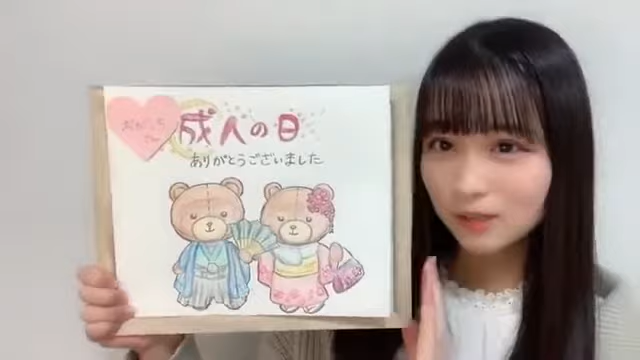 成人の日
ありがとうございました